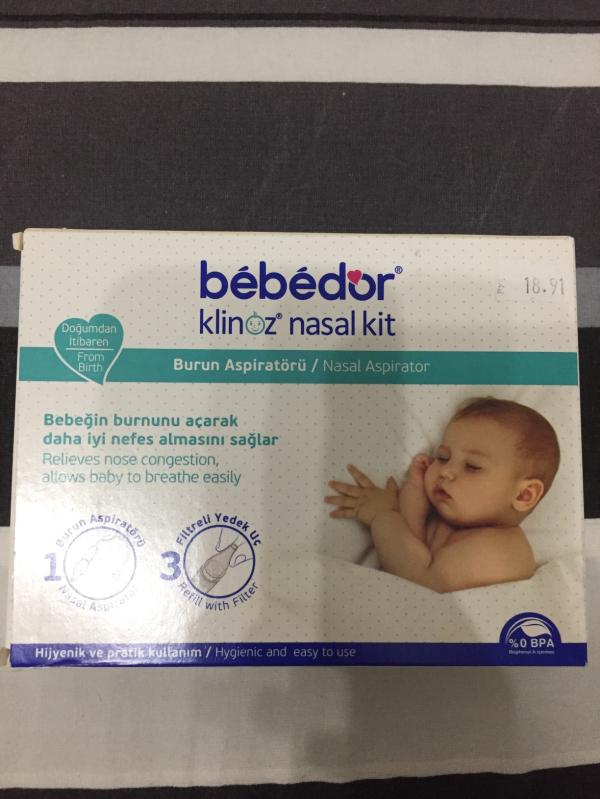 bébédor®
klinoz® nasal kit
18.91
Doğumdan
İtibaren
From
Birth
Burun Aspiratörü / Nasal Aspirator
Bebeğin burnunu açarak
daha iyi nefes almasını sağlar
Relieves nose congestion,
allows baby to breathe easily
1
Burun Aspiratörü
Nasal Aspirator
3
Filtreli Yedek Uç
Refill with Filter
%0 BPA
Hijyenik ve pratik kullanım / Hygienic and easy to use